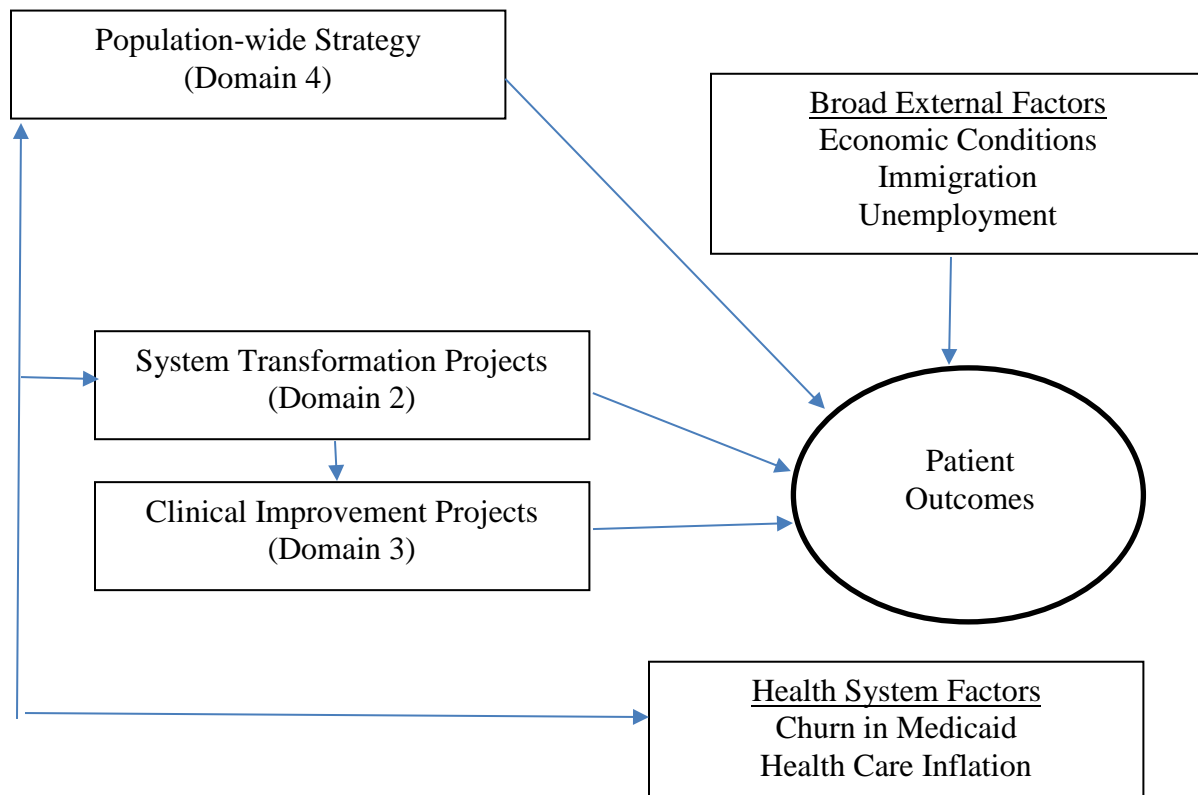 Population-wide Strategy
(Domain 4)
Broad External Factors
Economic Conditions
Immigration
Unemployment
System Transformation Projects
(Domain 2)
Clinical Improvement Projects
(Domain 3)
Patient
Outcomes
Health System Factors
Churn in Medicaid
Health Care Inflation